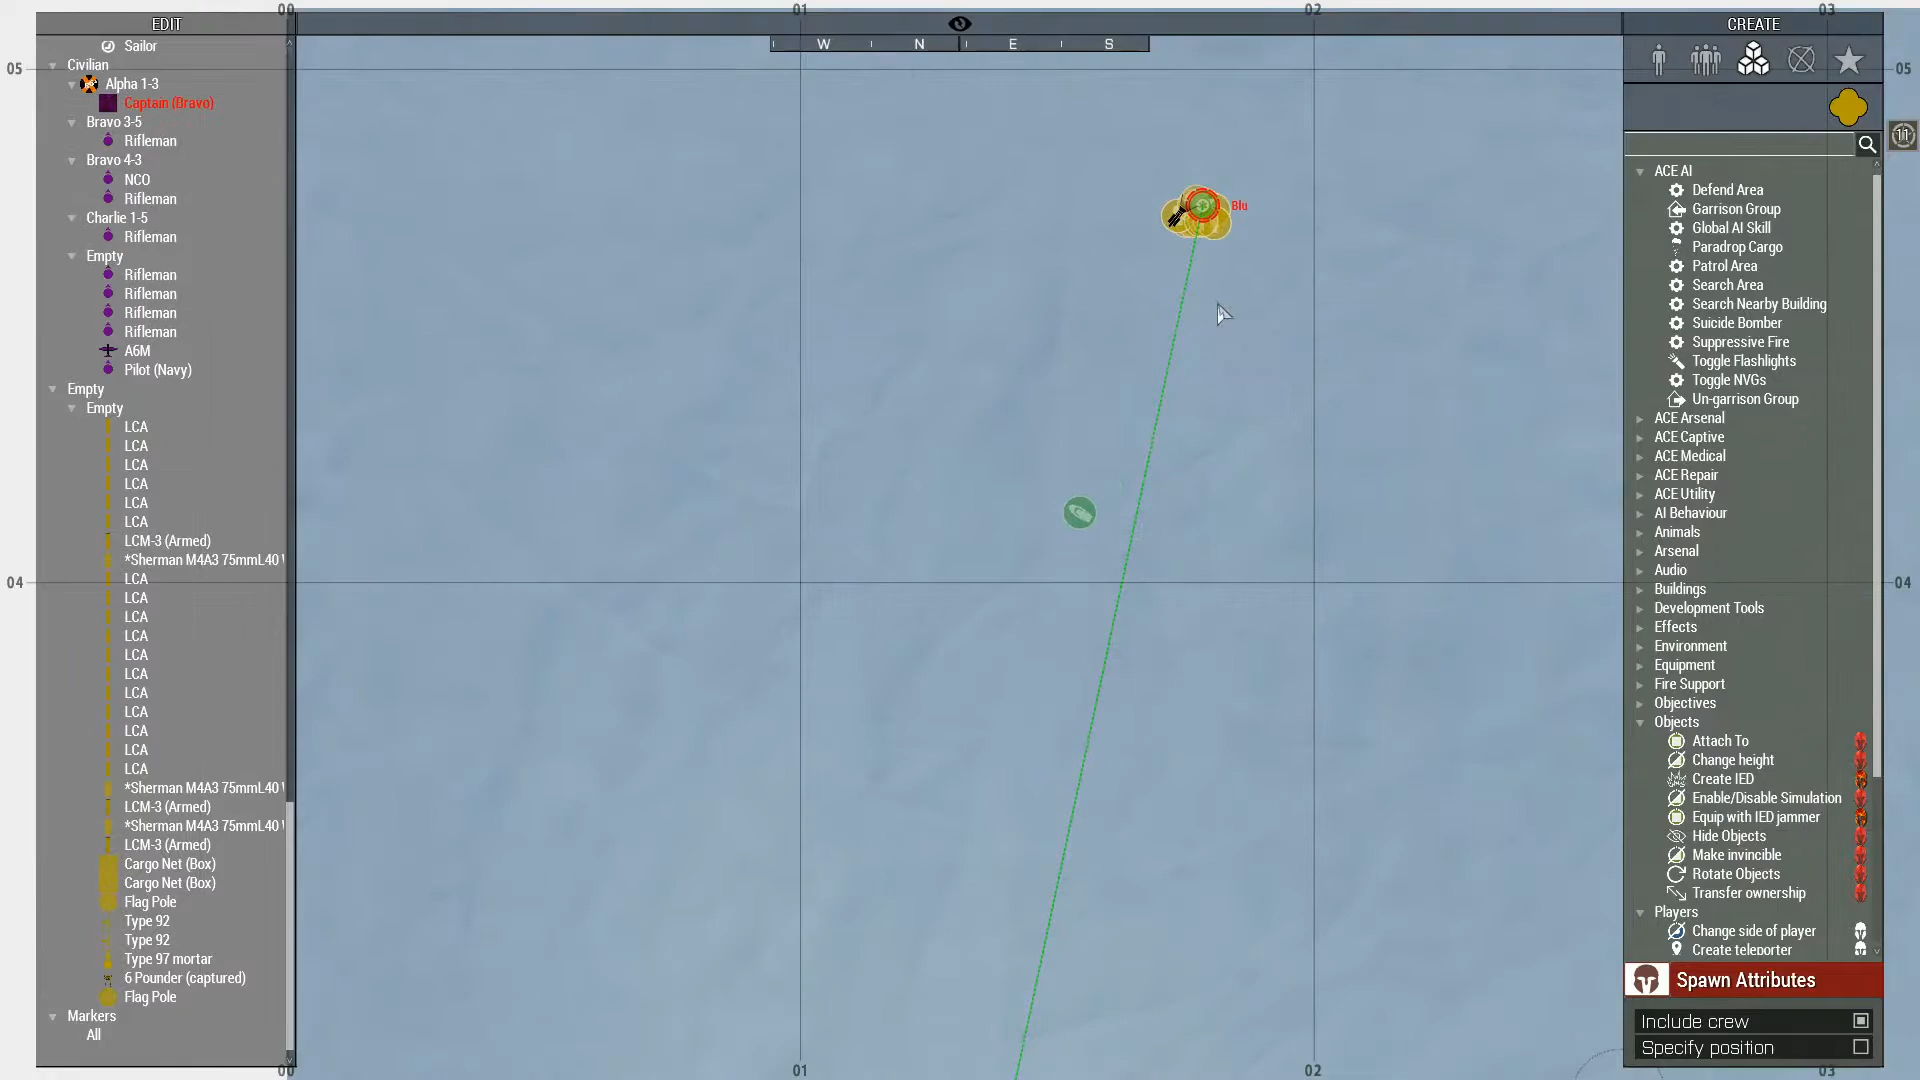 00
01
02
03
EDIT
CREATE
W
N
E
S
05
05
11
04
04
Sailor
Civilian
Alpha 1-3
Captain (Bravo)
Bravo 3-5
Rifleman
Bravo 4-3
NCO
Rifleman
Charlie 1-5
Rifleman
Empty
Rifleman
Rifleman
Rifleman
Rifleman
A6M
Pilot (Navy)
Empty
Empty
LCA
LCA
LCA
LCA
LCA
LCA
LCM-3 (Armed)
*Sherman M4A3 75mmL40
LCA
LCA
LCA
LCA
LCA
LCA
LCA
LCA
LCA
LCA
LCA
*Sherman M4A3 75mmL40
LCM-3 (Armed)
*Sherman M4A3 75mmL40
LCM-3 (Armed)
Cargo Net (Box)
Cargo Net (Box)
Flag Pole
Type 92
Type 92
Type 97 mortar
6 Pounder (captured)
Flag Pole
Markers
All
Blu
ACE AI
Defend Area
Garrison Group
Global AI Skill
Paradrop Cargo
Patrol Area
Search Area
Search Nearby Building
Suicide Bomber
Suppressive Fire
Toggle Flashlights
Toggle NVGs
Un-garrison Group
ACE Arsenal
ACE Captive
ACE Medical
ACE Repair
ACE Utility
AI Behaviour
Animals
Arsenal
Audio
Buildings
Development Tools
Effects
Environment
Equipment
Fire Support
Objectives
Objects
Attach To
Change height
Create IED
Enable/Disable Simulation
Equip with IED jammer
Hide Objects
Make invincible
Rotate Objects
Transfer ownership
Players
Change side of player
Create teleporter
Spawn Attributes
Include crew
Specify position
00
01
02
03